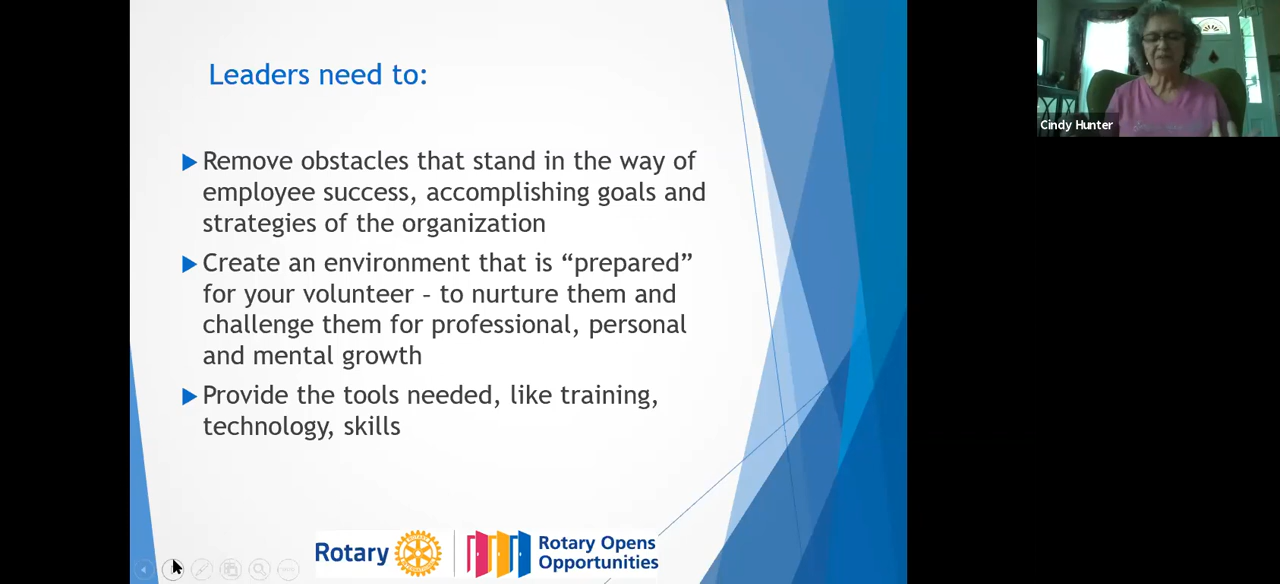 Leaders need to:
Remove obstacles that stand in the way of
employee success, accomplishing goals and
strategies of the organization
Create an environment that is “prepared”
for your volunteer – to nurture them and
challenge them for professional, personal
and mental growth
Provide the tools needed, like training,
technology, skills
Rotary
Rotary Opens
Opportunities
Cindy Hunter